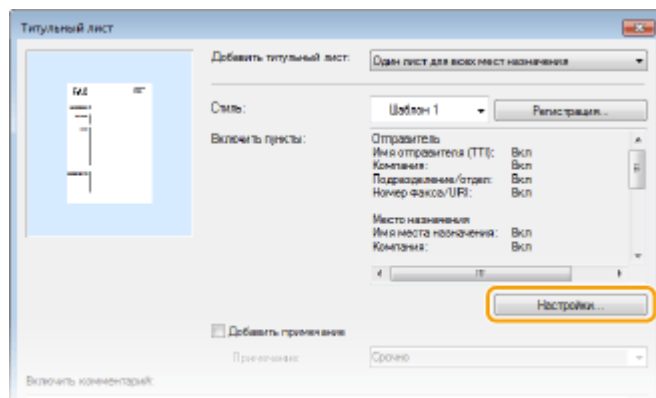 Титульный лист
Добавить титульный лист: Один лист для всех мест назначения
FAX
Стиль: Шаблон 1 Регистрация...
Включить пункты: Отправитель
Имя отправителя (TTI): Вкл
Компания: Вкл
Подразделение/отдел: Вкл
Номер факса/URI: Вкл
Место назначения
Имя места назначения: Вкл
Компания: Вкл
Настройки...
Добавить примечание
Примечание: Срочно
Включить комментарий: